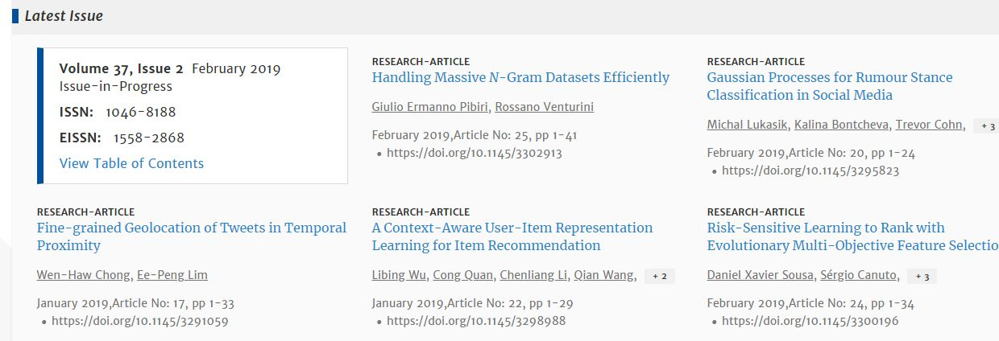 Latest Issue
Volume 37, Issue 2 February 2019
Issue-in-Progress
ISSN: 1046-8188
EISSN: 1558-2868
View Table of Contents
RESEARCH-ARTICLE
Handling Massive N-Gram Datasets Efficiently
Giulio Ermanno Pibiri, Rossano Venturini
February 2019,Article No: 25, pp 1-41
• https://doi.org/10.1145/3302913
RESEARCH-ARTICLE
Gaussian Processes for Rumour Stance
Classification in Social Media
Michal Lukasik, Kalina Bontcheva, Trevor Cohn, + 3
February 2019,Article No: 20, pp 1-24
• https://doi.org/10.1145/3295823
RESEARCH-ARTICLE
Fine-grained Geolocation of Tweets in Temporal
Proximity
Wen-Haw Chong, Ee-Peng Lim
January 2019,Article No: 17, pp 1-33
• https://doi.org/10.1145/3291059
RESEARCH-ARTICLE
A Context-Aware User-Item Representation
Learning for Item Recommendation
Libing Wu, Cong Quan, Chenliang Li, Qian Wang, + 2
January 2019,Article No: 22, pp 1-29
• https://doi.org/10.1145/3298988
RESEARCH-ARTICLE
Risk-Sensitive Learning to Rank with
Evolutionary Multi-Objective Feature Selectio
Daniel Xavier Sousa, Sérgio Canuto, + 3
February 2019,Article No: 24, pp 1-34
• https://doi.org/10.1145/3300196